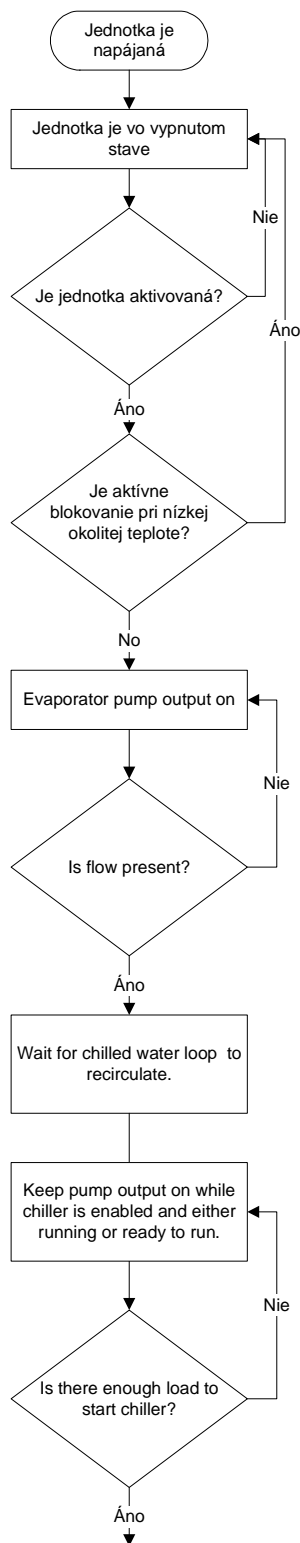 Jednotka je
napájaná
Jednotka je vo vypnutom
stave
Nie
Je jednotka aktivovaná?
Áno
Áno
Je aktívne
blokovanie pri nízkej
okolitej teplote?
No
Evaporator pump output on
Nie
Is flow present?
Áno
Wait for chilled water loop to
recirculate.
Keep pump output on while
chiller is enabled and either
running or ready to run.
Nie
Is there enough load to
start chiller?
Áno